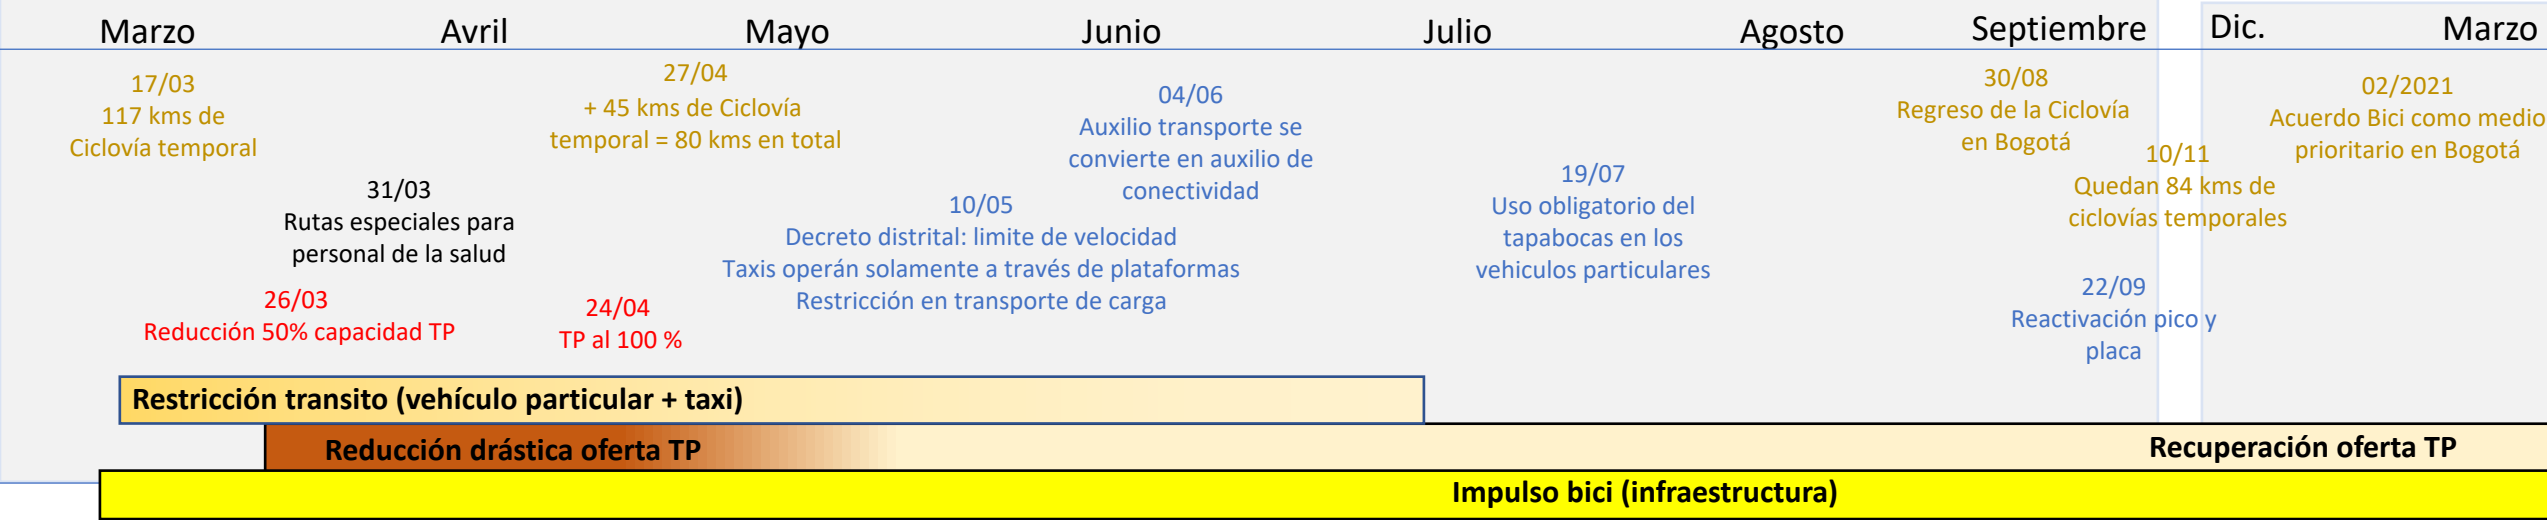 Marzo
Avril
Mayo
Junio
Julio
Agosto
Septiembre
Dic.
Marzo
17/03
117 kms de
Ciclovía temporal
31/03
Rutas especiales para
personal de la salud
26/03
Reducción 50% capacidad TP
27/04
+ 45 kms de Ciclovía
temporal = 80 kms en total
24/04
TP al 100 %
10/05
Decreto distrital: limite de velocidad
Taxis operán solamente a través de plataformas
Restricción en transporte de carga
04/06
Auxilio transporte se
convierte en auxilio de
conectividad
19/07
Uso obligatorio del
tapabocas en los
vehiculos particulares
30/08
Regreso de la Ciclovía
en Bogotá
10/11
Quedan 84 kms de
ciclovías temporales
22/09
Reactivación pico y
placa
02/2021
Acuerdo Bici como medio
prioritario en Bogotá
Restricción transito (vehículo particular + taxi)
Reducción drástica oferta TP
Recuperación oferta TP
Impulso bici (infraestructura)